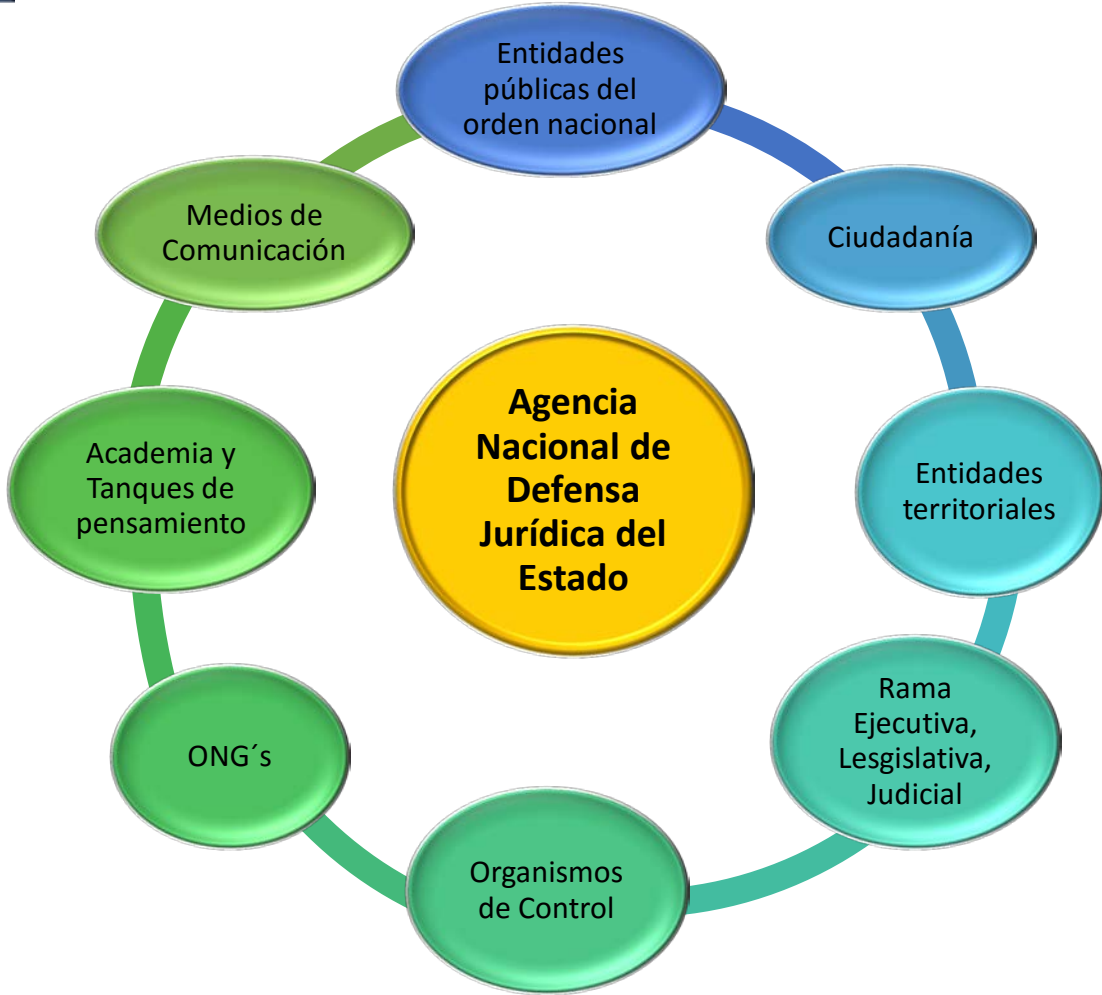 Entidades
públicas del
orden nacional
Ciudadanía
Entidades
territoriales
Rama
Ejecutiva,
Lesgislativa,
Judicial
Organismos
de Control
ONG´s
Academia y
Tanques de
pensamiento
Medios de
Comunicación
Agencia
Nacional de
Defensa
Jurídica del
Estado